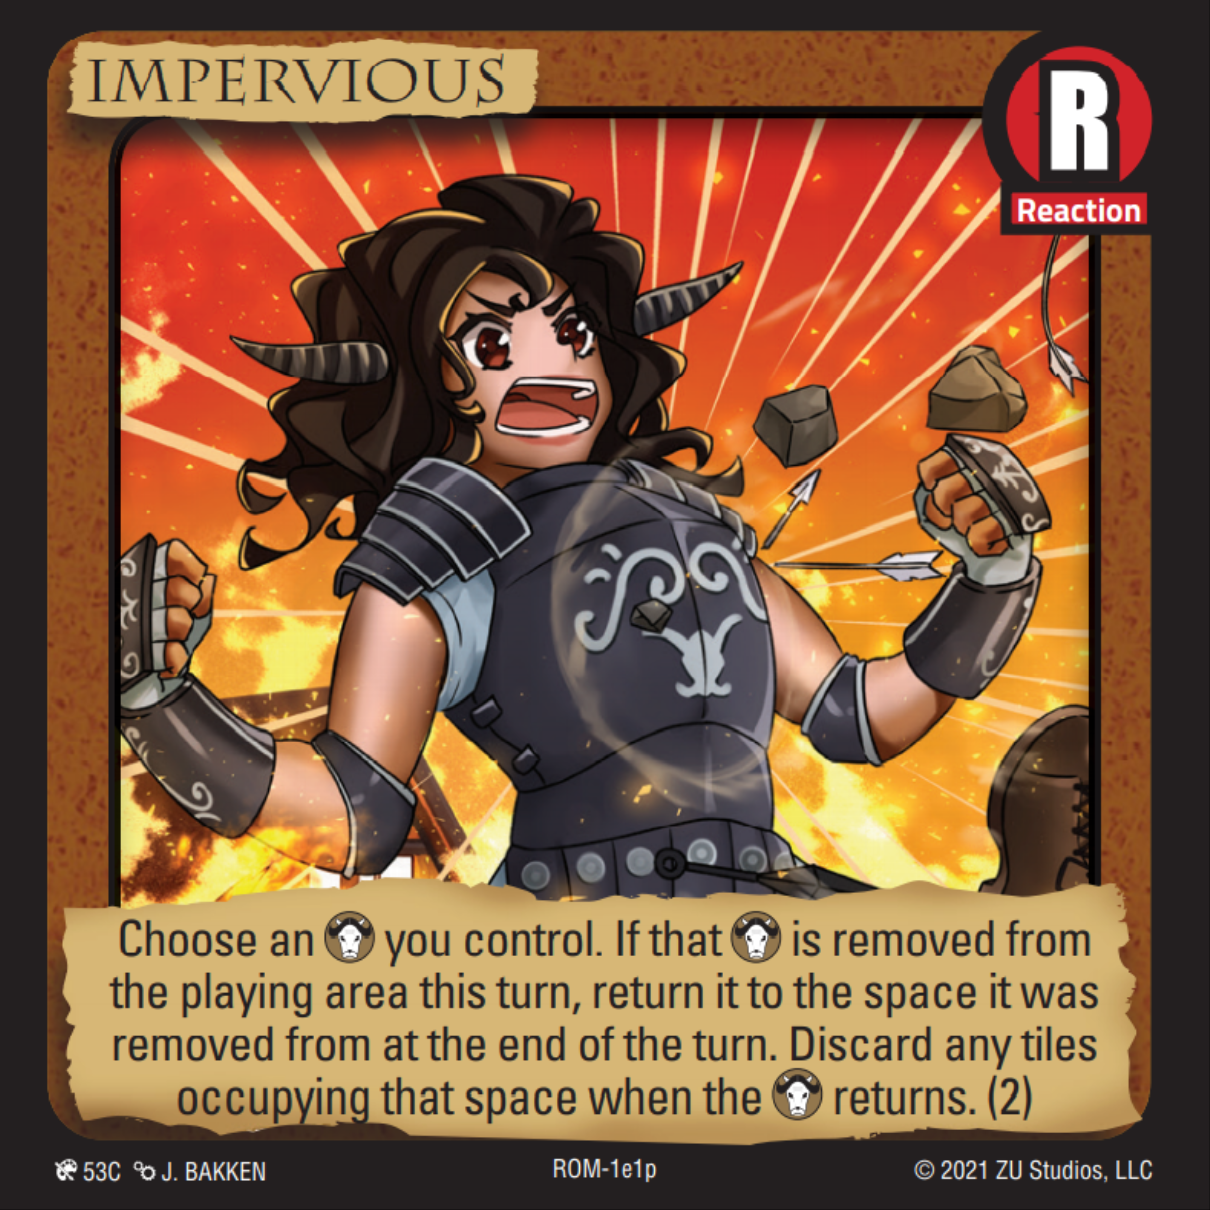 IMPERVIOUS
R
Reaction
Choose an you control. If that is removed from
the playing area this turn, return it to the space it was
removed from at the end of the turn. Discard any tiles
occupying that space when the returns. (2)
53C J. BAKKEN
ROM-1e1p
© 2021 ZU Studios, LLC